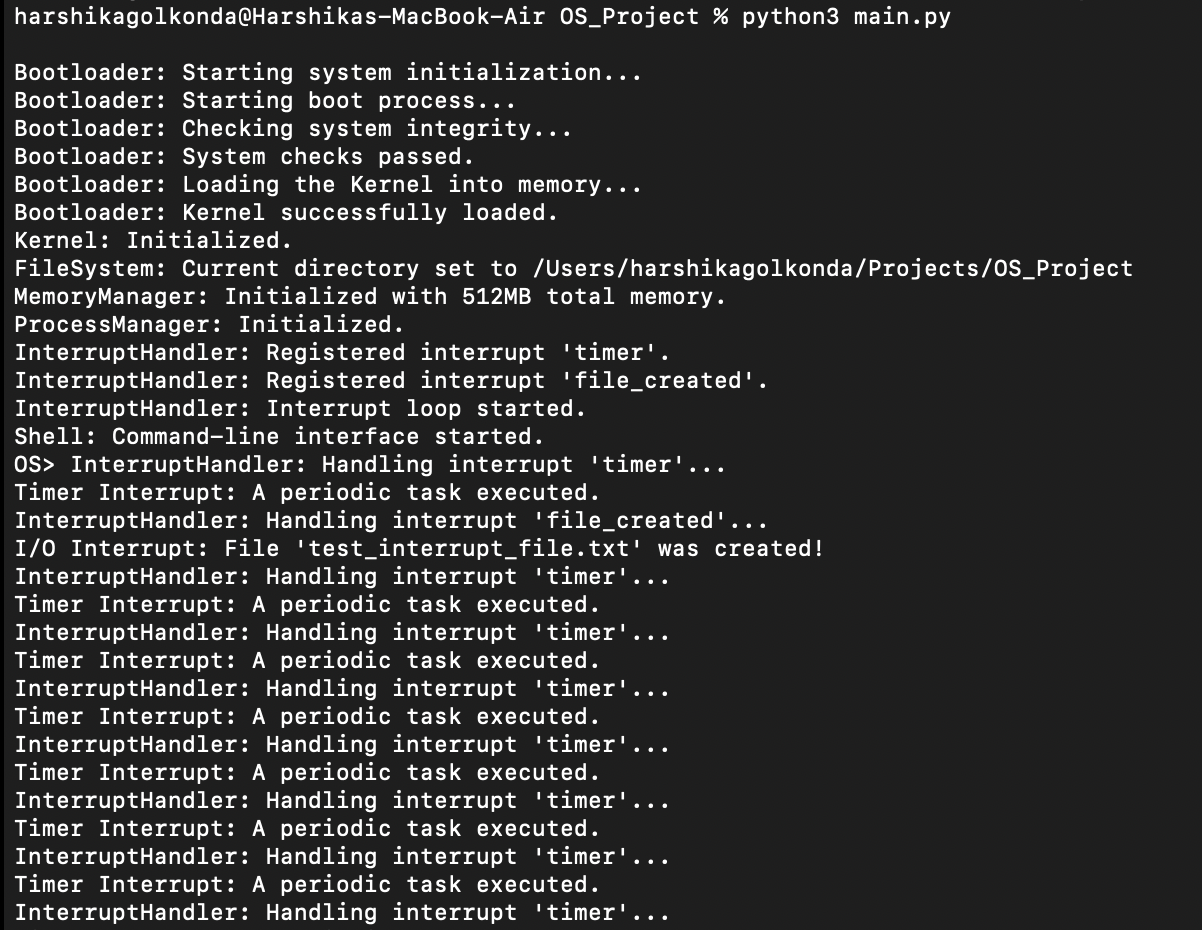 harshikagolkonda@Harshikas-MacBook-Air OS_Project % python3 main.py
Bootloader: Starting system initialization...
Bootloader: Starting boot process...
Bootloader: Checking system integrity...
Bootloader: System checks passed.
Bootloader: Loading the Kernel into memory...
Bootloader: Kernel successfully loaded.
Kernel: Initialized.
FileSystem: Current directory set to /Users/harshikagolkonda/Projects/OS_Project
MemoryManager: Initialized with 512MB total memory.
ProcessManager: Initialized.
InterruptHandler: Registered interrupt 'timer'.
InterruptHandler: Registered interrupt 'file_created'.
InterruptHandler: Interrupt loop started.
Shell: Command-line interface started.
OS> InterruptHandler: Handling interrupt 'timer'...
Timer Interrupt: A periodic task executed.
InterruptHandler: Handling interrupt 'file_created'...
I/O Interrupt: File 'test_interrupt_file.txt' was created!
InterruptHandler: Handling interrupt 'timer'...
Timer Interrupt: A periodic task executed.
InterruptHandler: Handling interrupt 'timer'...
Timer Interrupt: A periodic task executed.
InterruptHandler: Handling interrupt 'timer'...
Timer Interrupt: A periodic task executed.
InterruptHandler: Handling interrupt 'timer'...
Timer Interrupt: A periodic task executed.
InterruptHandler: Handling interrupt 'timer'...
Timer Interrupt: A periodic task executed.
InterruptHandler: Handling interrupt 'timer'...
Timer Interrupt: A periodic task executed.
InterruptHandler: Handling interrupt 'timer'...